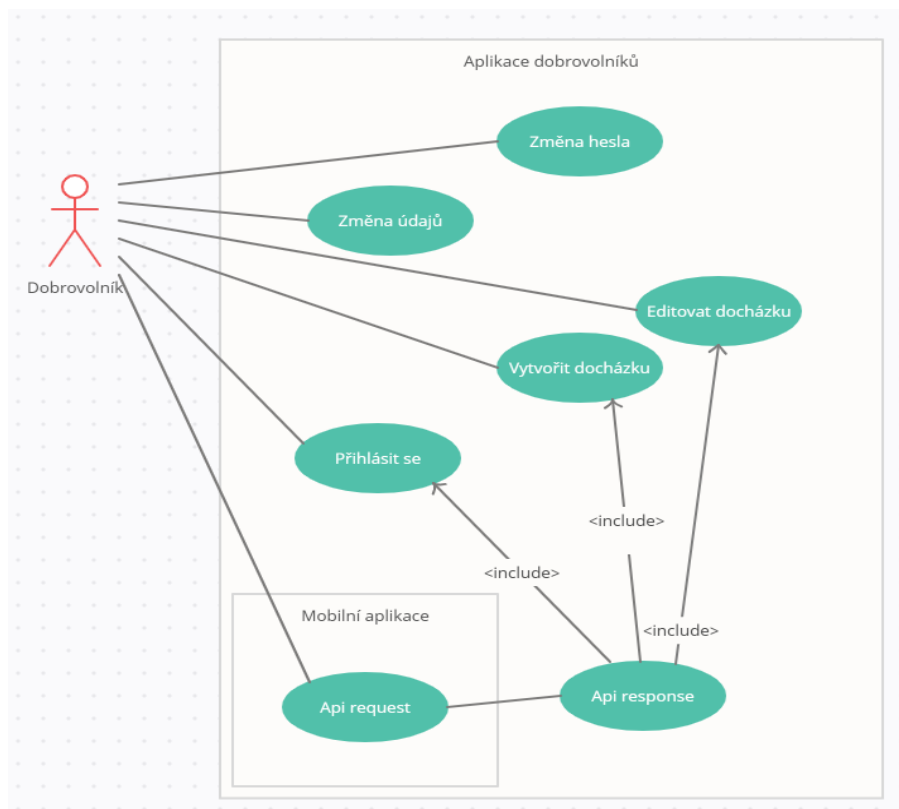 Aplikace dobrovolníků
Změna hesla
Změna údajů
Dobrovolník
Editovat docházku
Vytvořit docházku
Přihlásit se
<include>
<include>
Mobilní aplikace
<include>
Api response
Api request